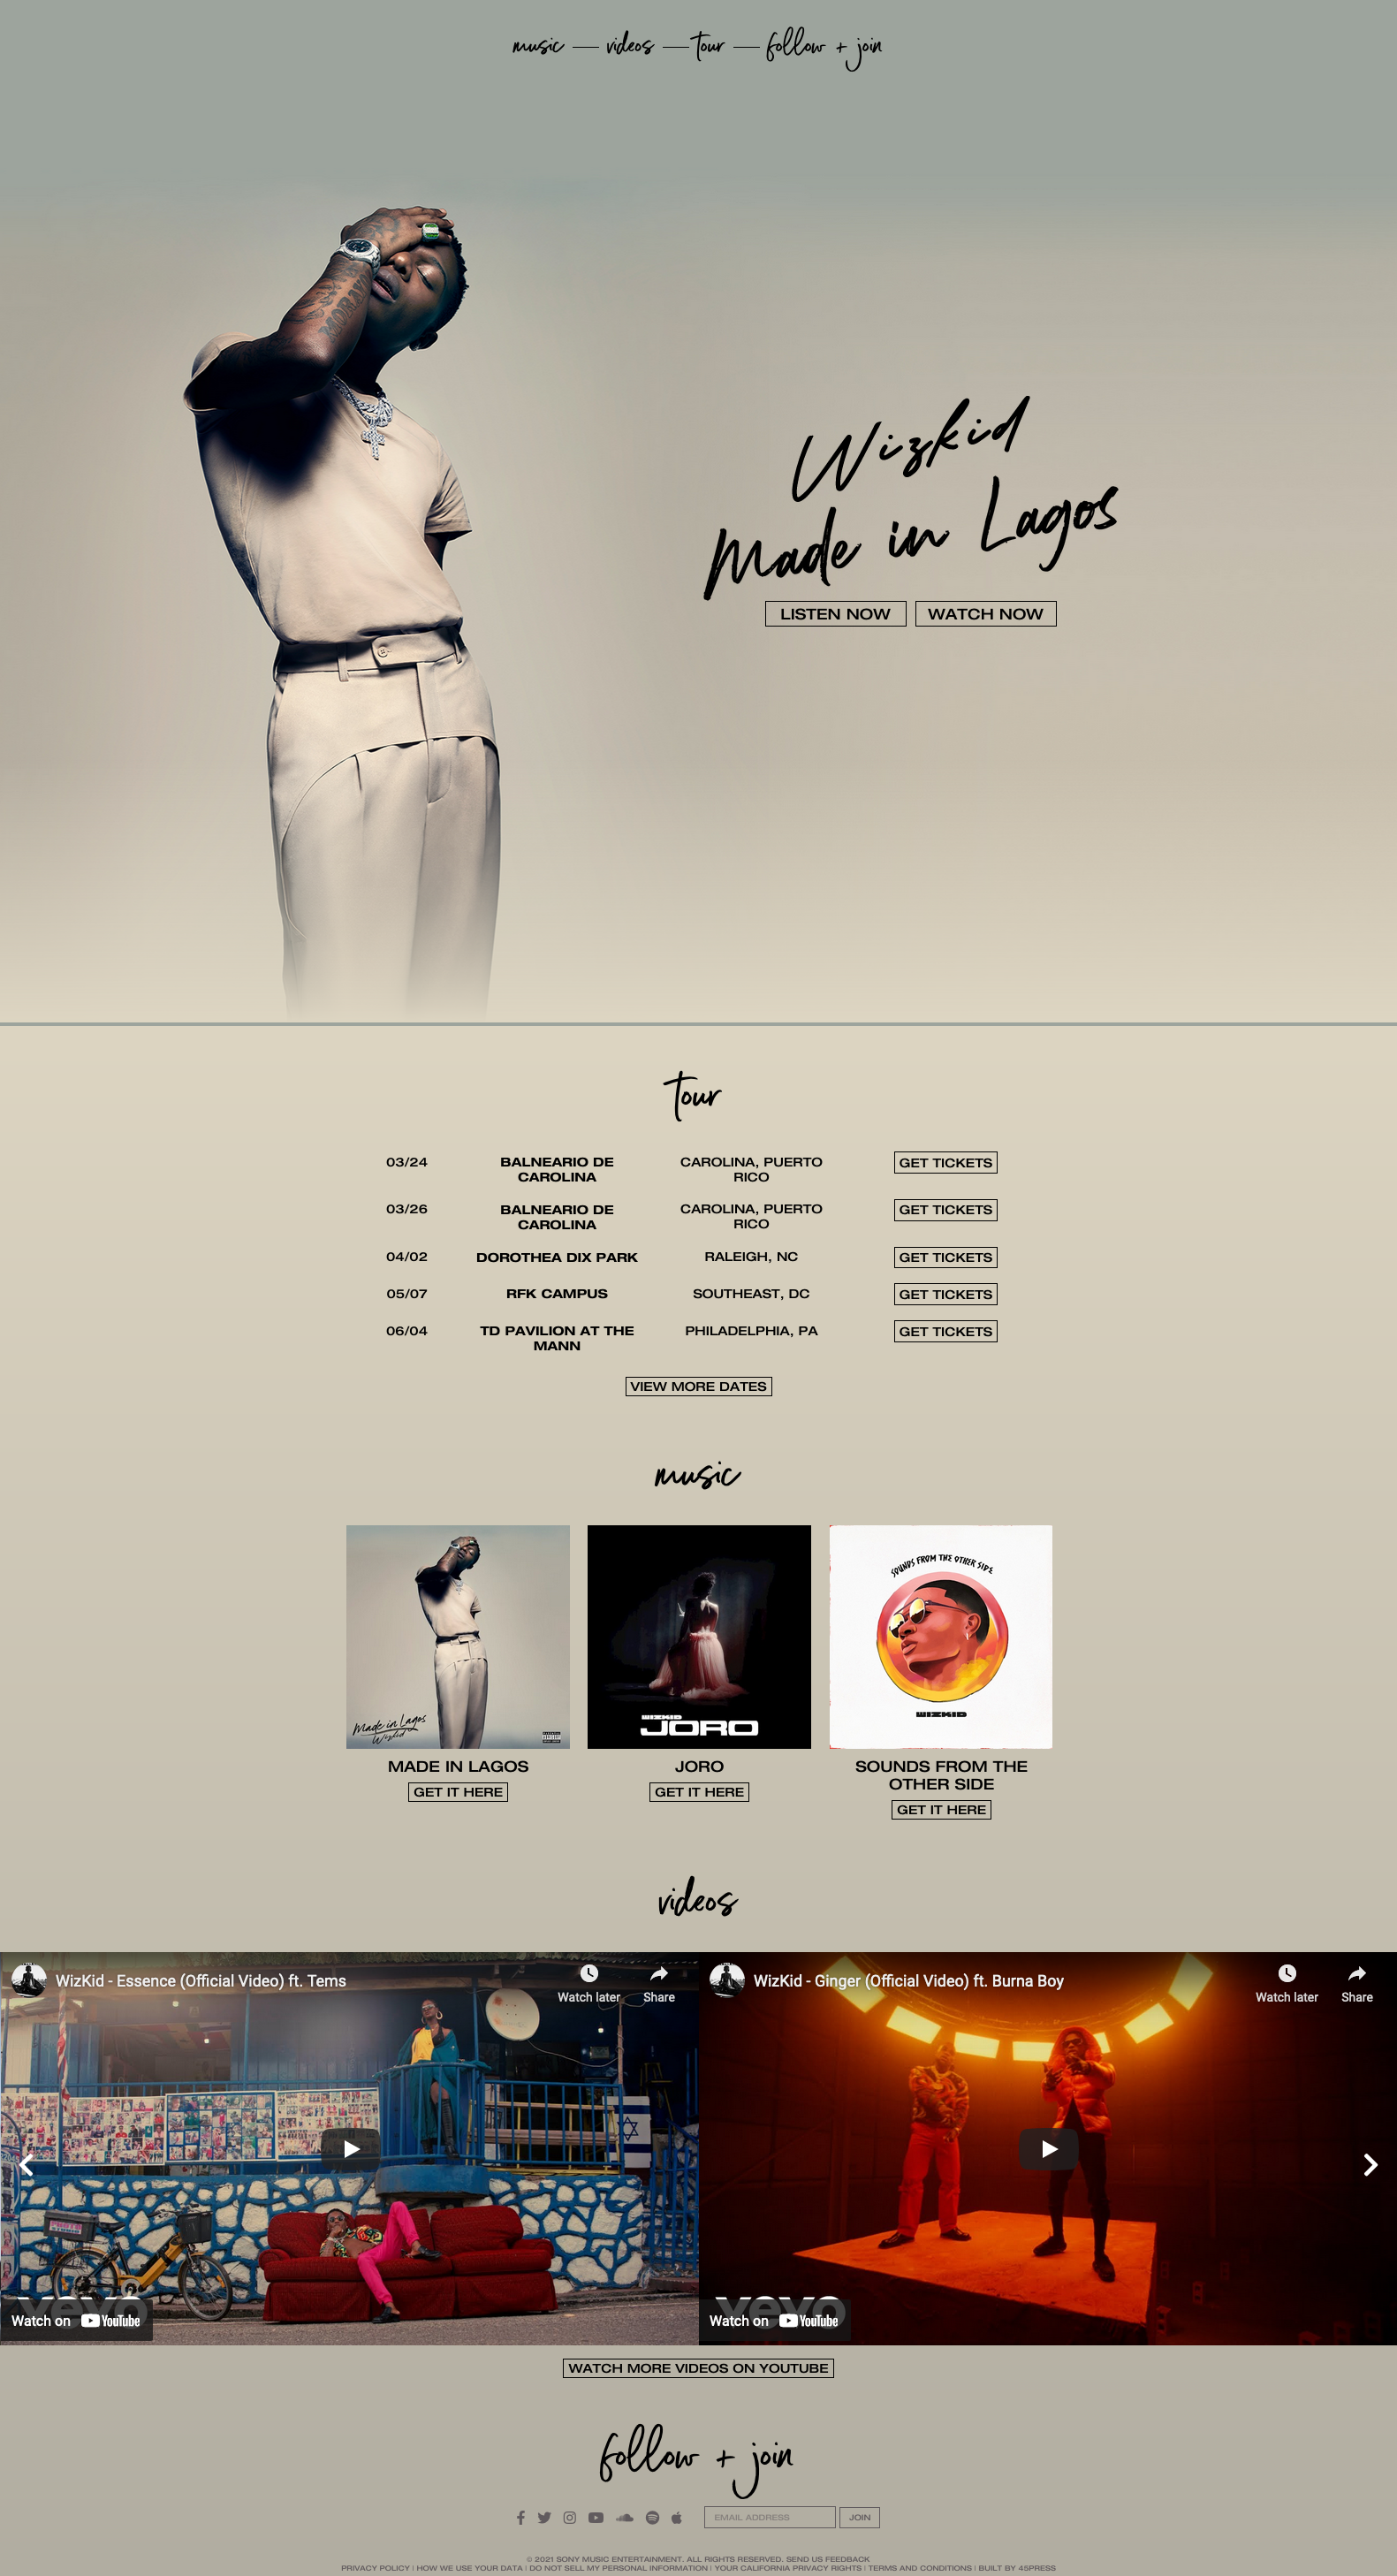 music — videos — tour — follow + join
MORAYO
Wizkid
Made in Lagos
LISTEN NOW WATCH NOW
tour
03/24 BALNEARIO DE CAROLINA CAROLINA, PUERTO RICO GET TICKETS
03/26 BALNEARIO DE CAROLINA CAROLINA, PUERTO RICO GET TICKETS
04/02 DOROTHEA DIX PARK RALEIGH, NC GET TICKETS
05/07 RFK CAMPUS SOUTHEAST, DC GET TICKETS
06/04 TD PAVILION AT THE MANN PHILADELPHIA, PA GET TICKETS
VIEW MORE DATES
music
Made in Lagos
Wizkid
WIZKID
JORO
SOUNDS FROM THE OTHER SIDE
WIZKID
MADE IN LAGOS
GET IT HERE
JORO
GET IT HERE
SOUNDS FROM THE
OTHER SIDE
GET IT HERE
videos
WizKid - Essence (Official Video) ft. Tems
Watch later Share
vevo
Watch on YouTube
WizKid - Ginger (Official Video) ft. Burna Boy
Watch later Share
vevo
Watch on YouTube
WATCH MORE VIDEOS ON YOUTUBE
follow + join
EMAIL ADDRESS JOIN
© 2021 SONY MUSIC ENTERTAINMENT. ALL RIGHTS RESERVED. SEND US FEEDBACK
PRIVACY POLICY | HOW WE USE YOUR DATA | DO NOT SELL MY PERSONAL INFORMATION | YOUR CALIFORNIA PRIVACY RIGHTS | TERMS AND CONDITIONS | BUILT BY 45PRESS